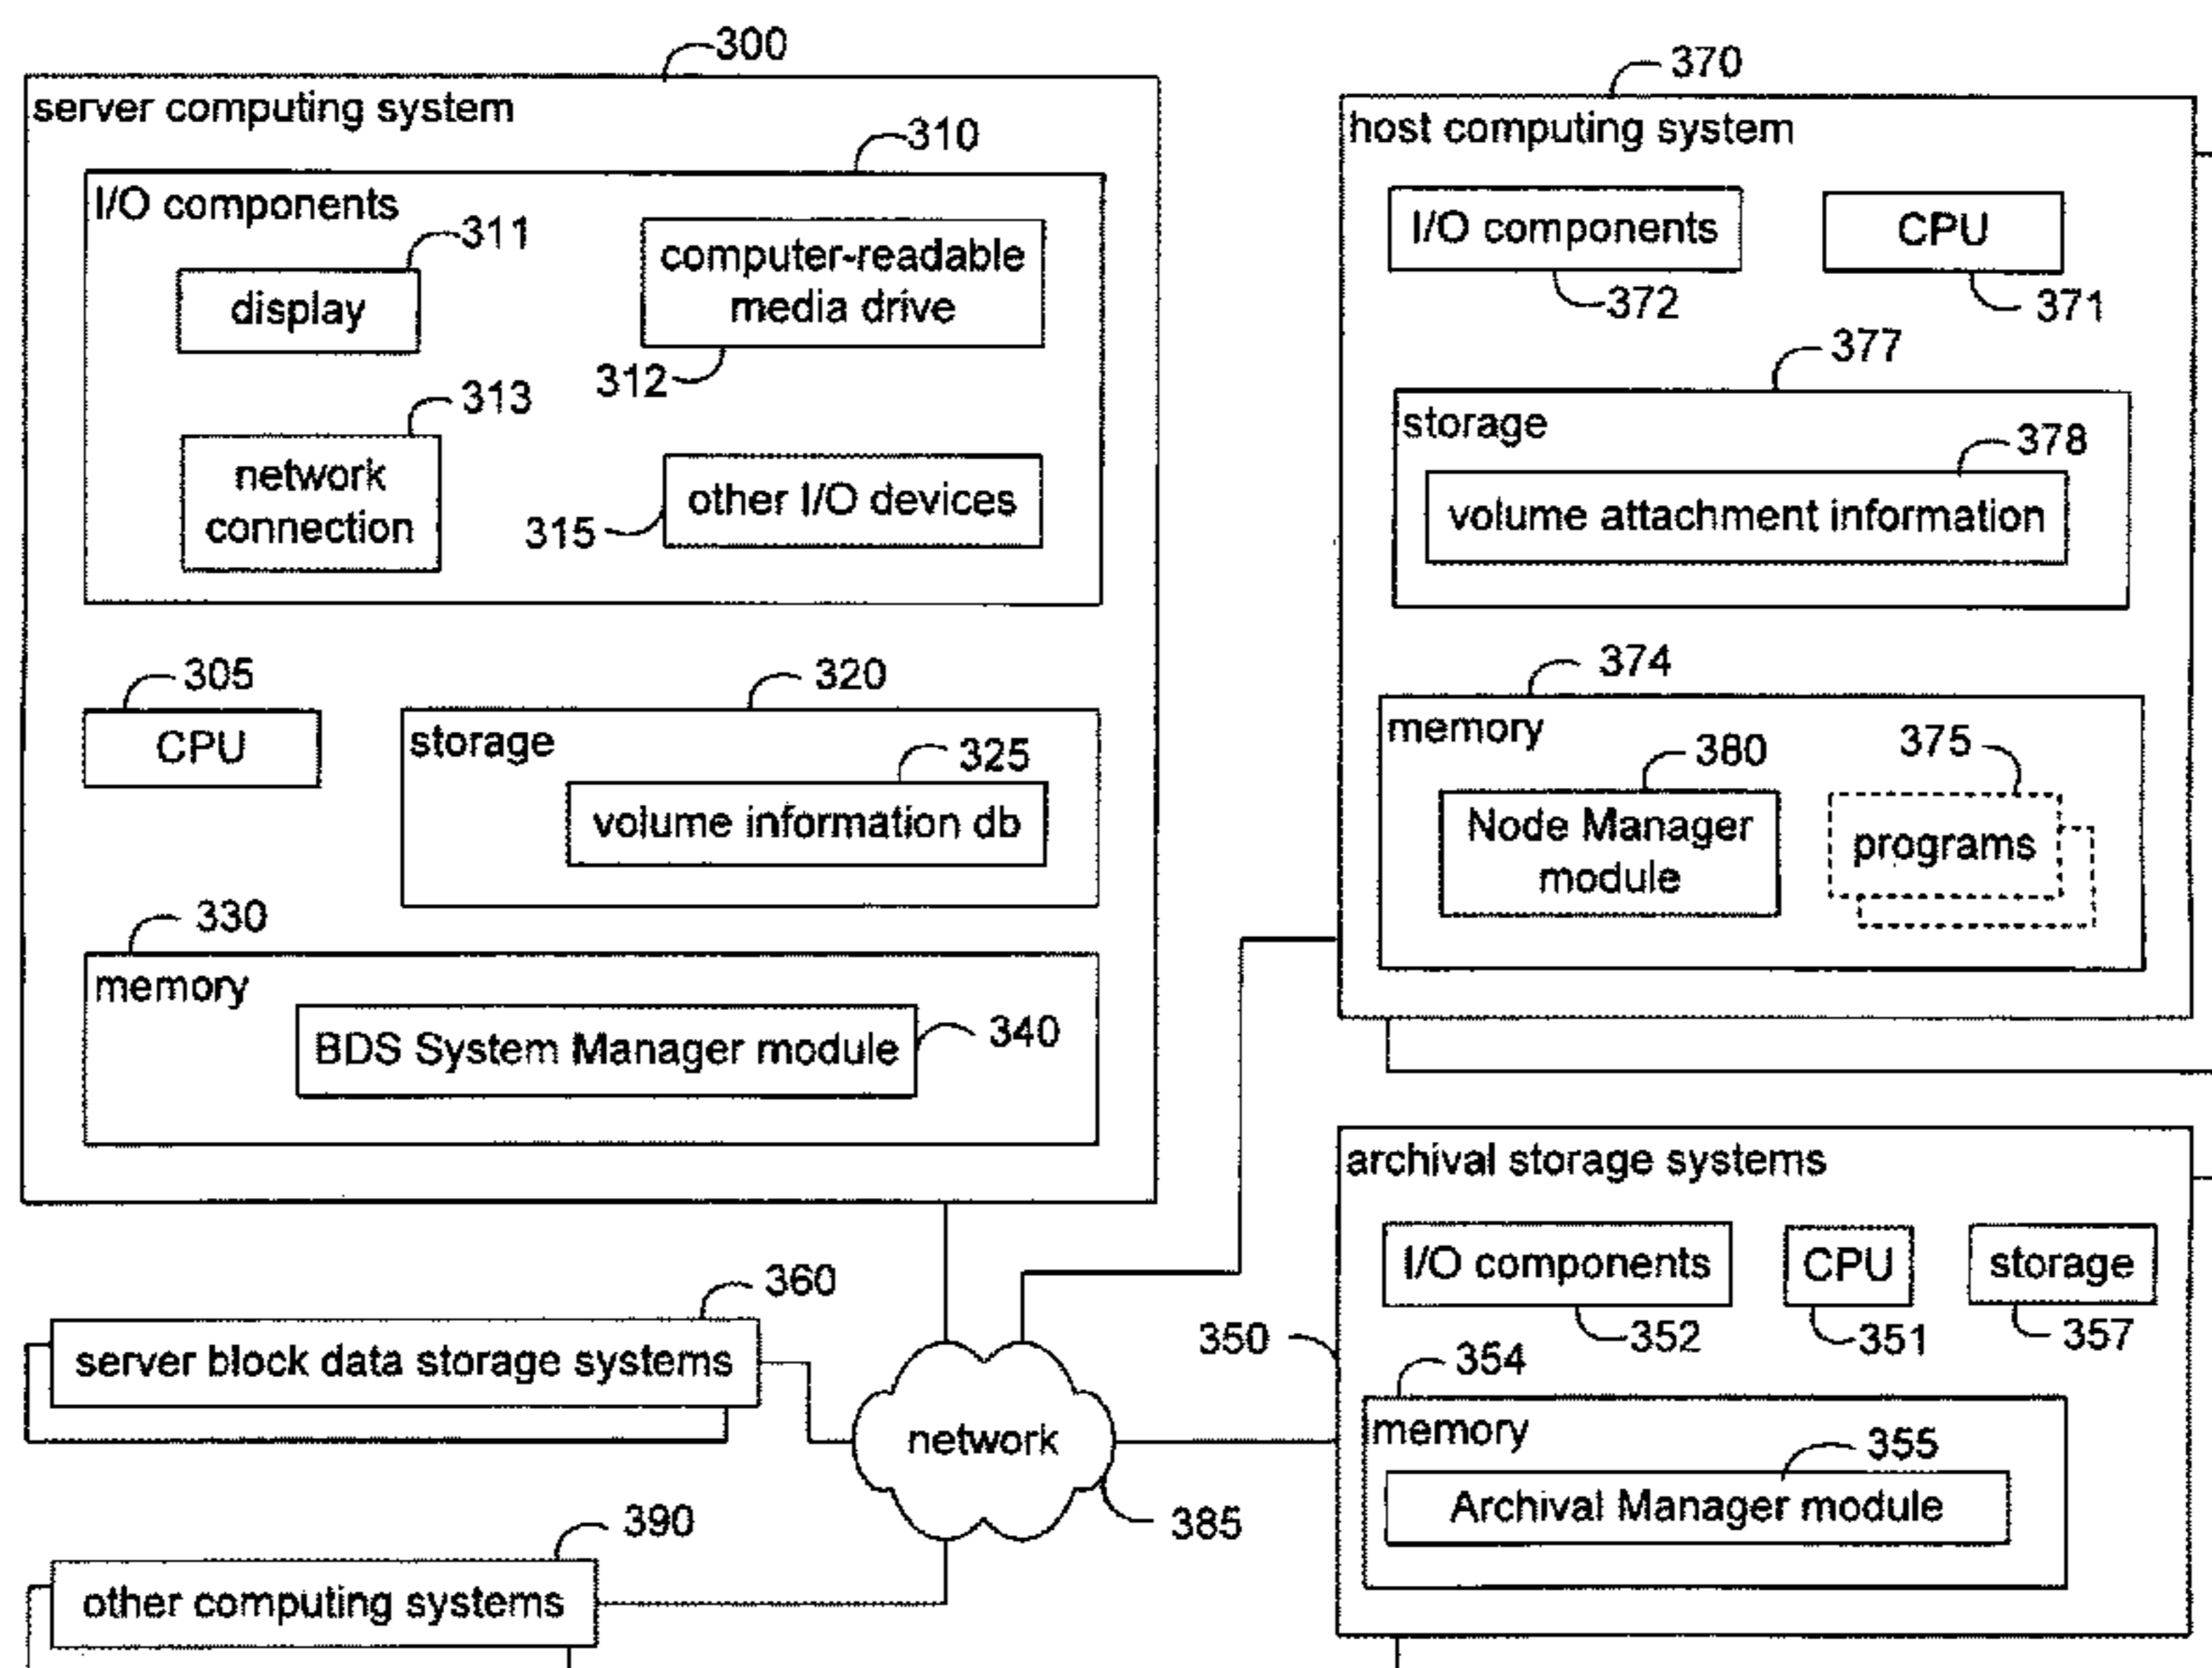 300
server computing system
310
I/O components
311
display
computer-readable
media drive
312
313
network
connection
315
other I/O devices
305
CPU
320
storage
325
volume information db
330
memory
340
BDS System Manager module
370
host computing system
I/O components
372
CPU
371
377
storage
378
volume attachment information
374
memory
380
Node Manager
module
375
programs
360
server block data storage systems
390
other computing systems
network
385
350
archival storage systems
I/O components
352
CPU
351
storage
357
354
memory
355
Archival Manager module